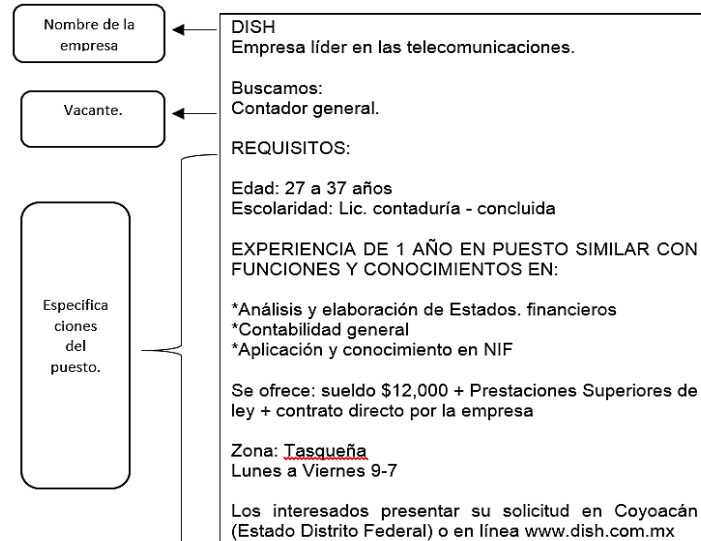 Nombre de la
empresa
DISH
Empresa líder en las telecomunicaciones.
Vacante.
Buscamos:
Contador general.
Especifica
ciones
del
puesto.
REQUISITOS:
Edad: 27 a 37 años
Escolaridad: Lic. contaduría - concluida
EXPERIENCIA DE 1 AÑO EN PUESTO SIMILAR CON
FUNCIONES Y CONOCIMIENTOS EN:
*Análisis y elaboración de Estados. financieros
*Contabilidad general
*Aplicación y conocimiento en NIF
Se ofrece: sueldo $12,000 + Prestaciones Superiores de
ley + contrato directo por la empresa
Zona: Tasqueña
Lunes a Viernes 9-7
Los interesados presentar su solicitud en Coyoacán
(Estado Distrito Federal) o en línea www.dish.com.mx